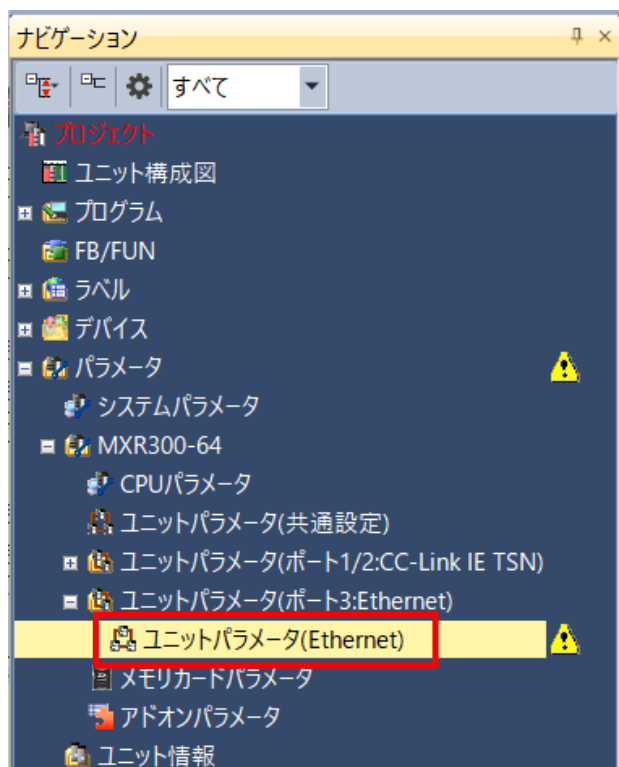 ナビゲーション
すべて
プロジェクト
ユニット構成図
プログラム
FB/FUN
ラベル
デバイス
パラメータ
システムパラメータ
MXR300-64
CPUパラメータ
ユニットパラメータ(共通設定)
ユニットパラメータ(ポート1/2:CC-Link IE TSN)
ユニットパラメータ(ポート3:Ethernet)
ユニットパラメータ(Ethernet)
メモリカードパラメータ
アドオンパラメータ
ユニット情報